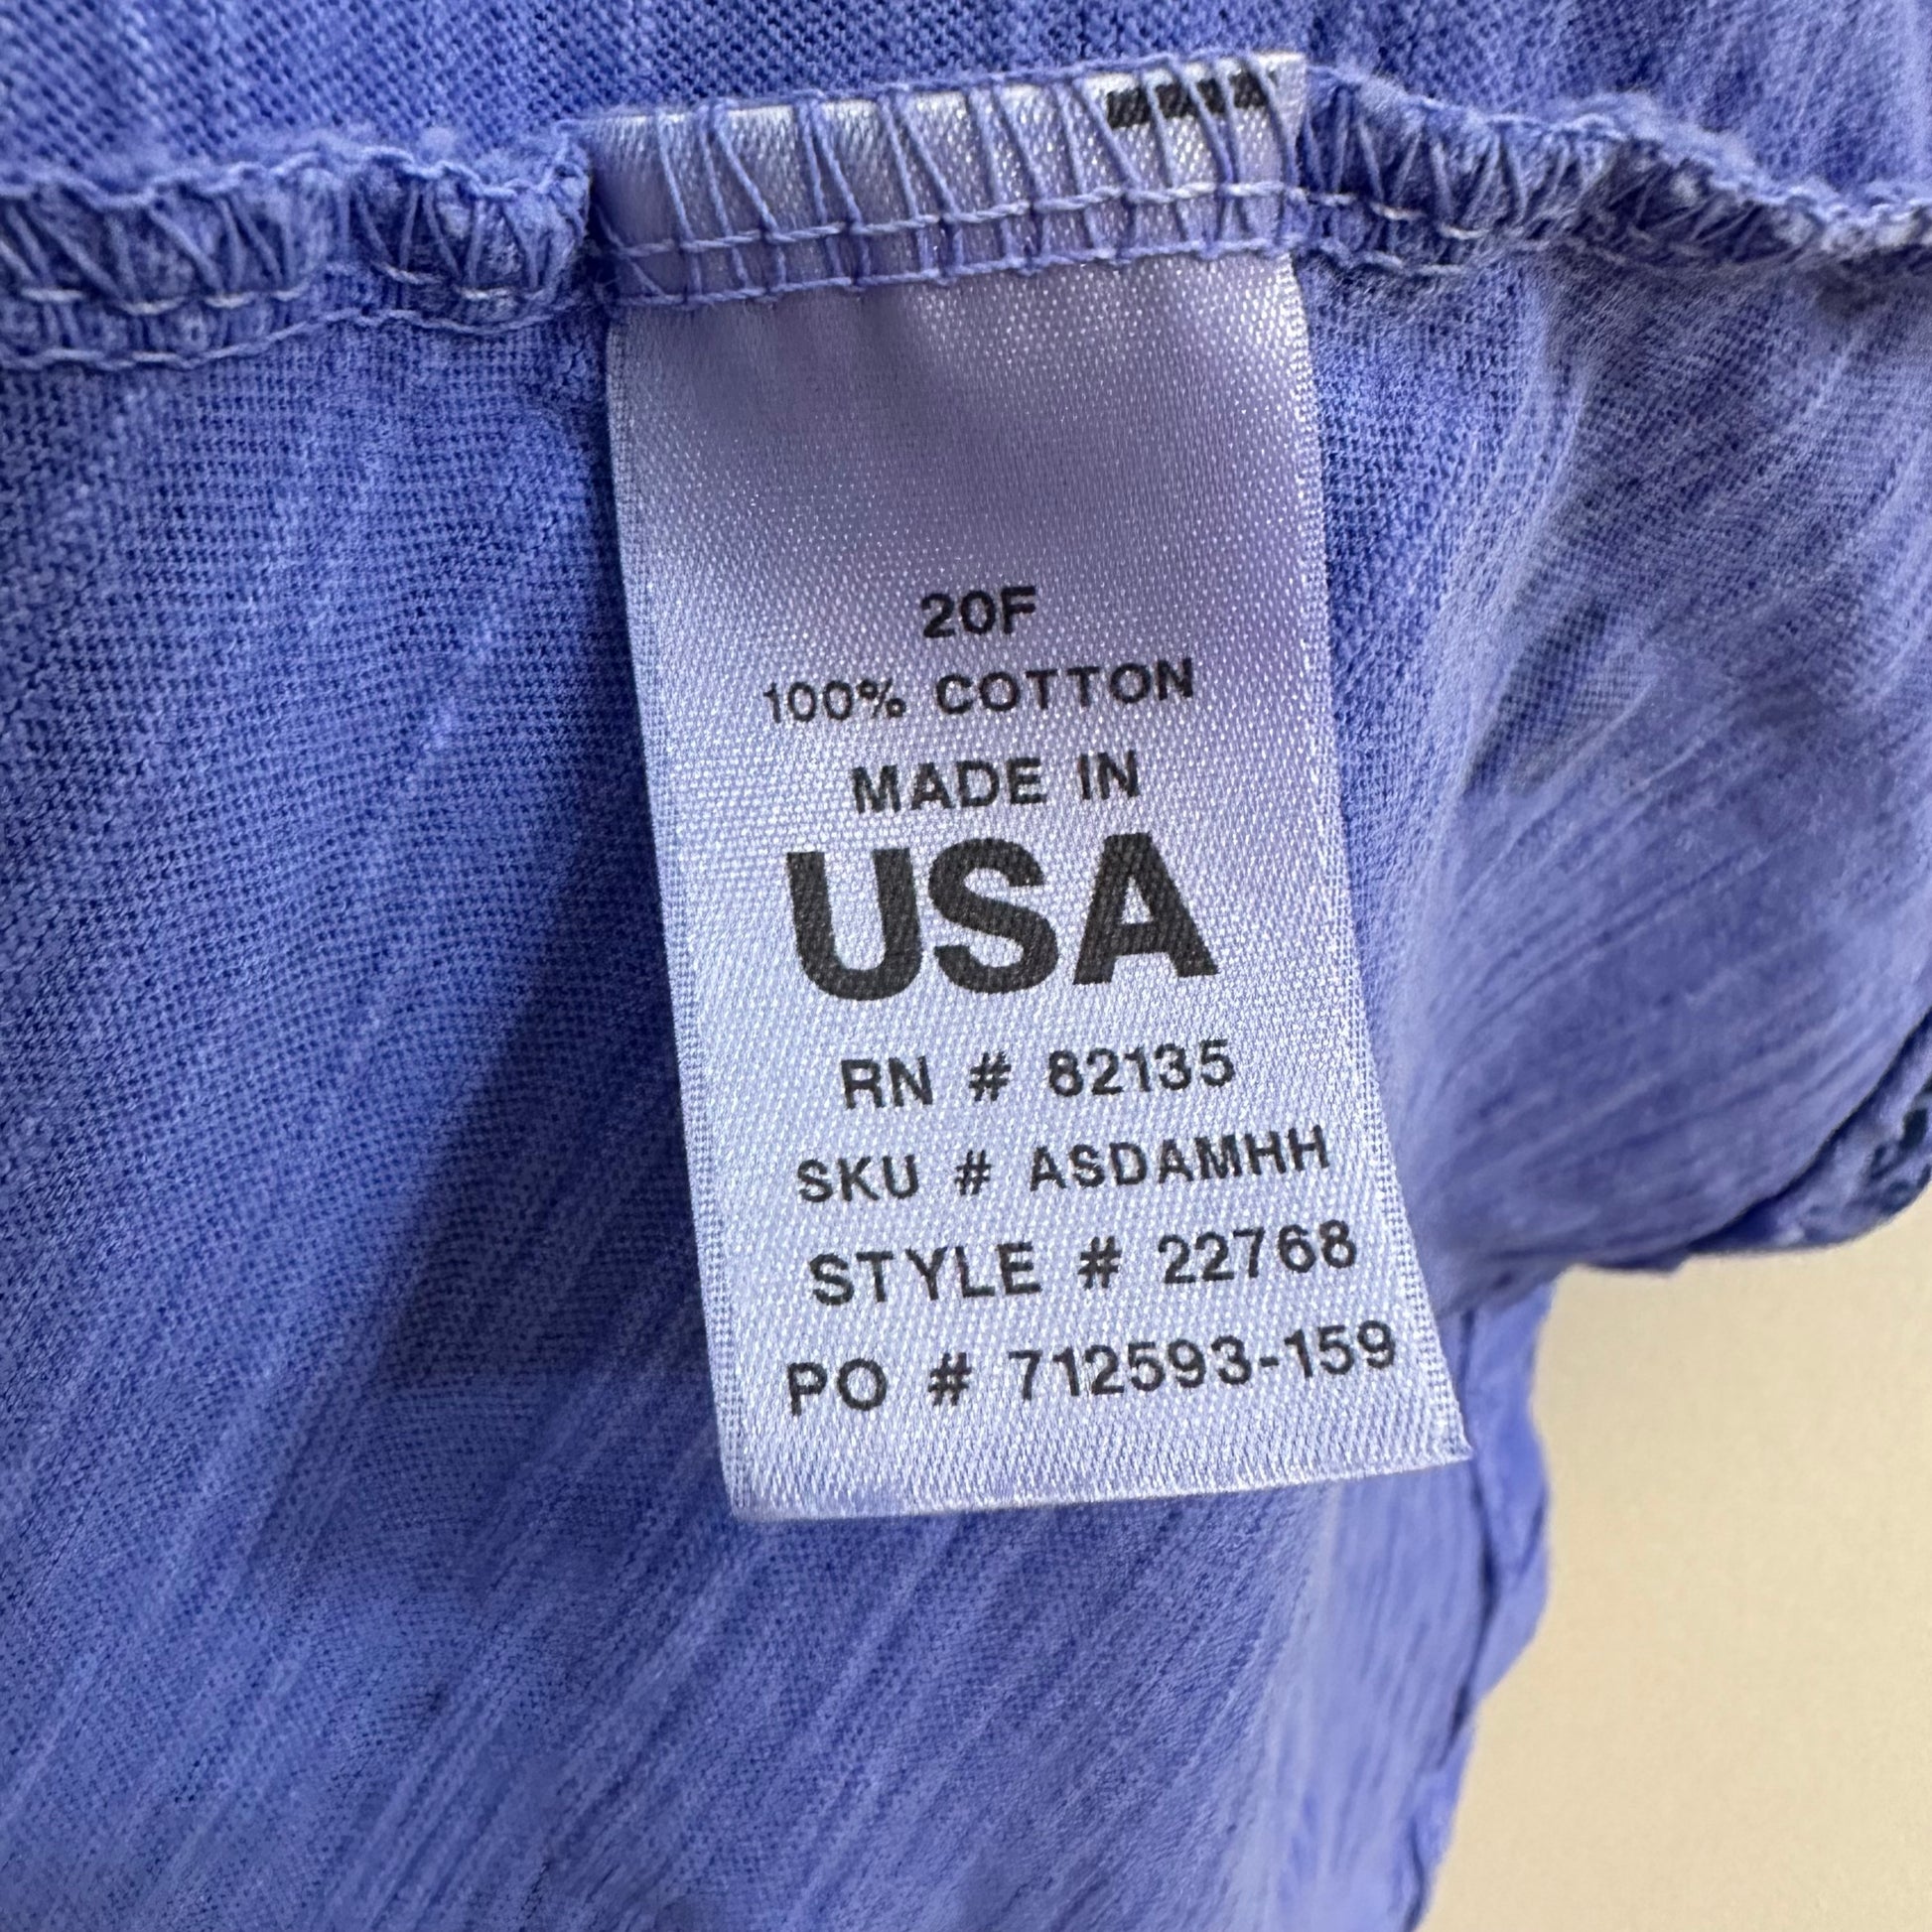 20F
100% COTTON
MADE IN
USA
RN # 82135
SKU # ASDAMHH
STYLE # 22768
PO # 712593-159